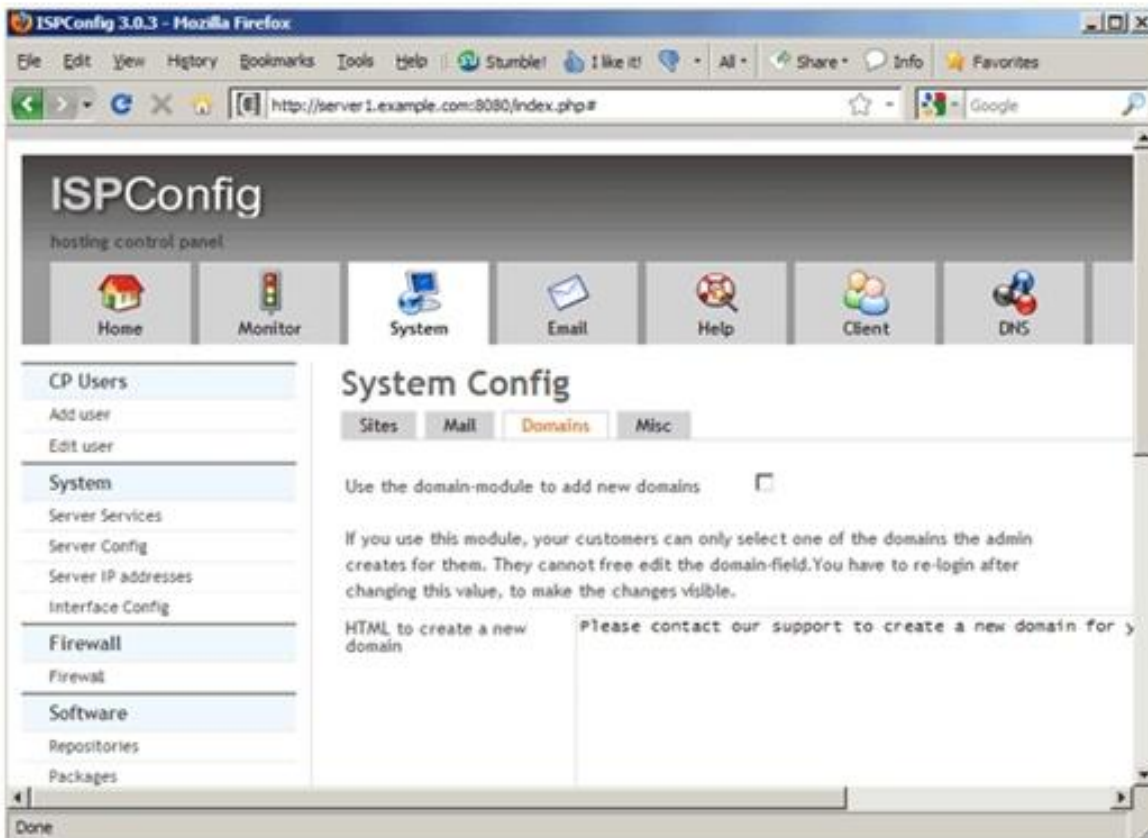 ISPConfig 3.0.3 - Mozilla Firefox
File Edit View History Bookmarks Tools Help Stumble! I like it! All Share Info Favorites
http://server1.example.com:8080/index.php# Google
ISPConfig
hosting control panel
Home Monitor System Email Help Client DNS
CP Users
Add user
Edit user
System
Server Services
Server Config
Server IP addresses
Interface Config
Firewall
Firewall
Software
Repositories
Packages
System Config
Sites Mail Domains Misc
Use the domain-module to add new domains
If you use this module, your customers can only select one of the domains the admin
creates for them. They cannot free edit the domain-field.You have to re-login after
changing this value, to make the changes visible.
HTML to create a new
domain
Please contact our support to create a new domain for y
Done